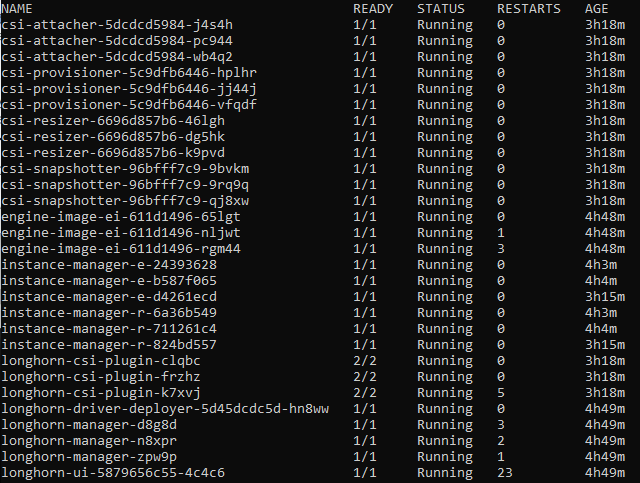 NAME READY STATUS RESTARTS AGE
csi-attacher-5dcdcd5984-j4s4h 1/1 Running 0 3h18m
csi-attacher-5dcdcd5984-pc944 1/1 Running 0 3h18m
csi-attacher-5dcdcd5984-wb4q2 1/1 Running 0 3h18m
csi-provisioner-5c9dfb6446-hplhr 1/1 Running 0 3h18m
csi-provisioner-5c9dfb6446-jj44j 1/1 Running 0 3h18m
csi-provisioner-5c9dfb6446-vfqdf 1/1 Running 0 3h18m
csi-resizer-6696d857b6-46lgh 1/1 Running 0 3h18m
csi-resizer-6696d857b6-dg5hk 1/1 Running 0 3h18m
csi-resizer-6696d857b6-k9pvd 1/1 Running 0 3h18m
csi-snapshotter-96bfff7c9-9bvkm 1/1 Running 0 3h18m
csi-snapshotter-96bfff7c9-9rq9q 1/1 Running 0 3h18m
csi-snapshotter-96bfff7c9-qj8xw 1/1 Running 0 3h18m
engine-image-ei-611d1496-65lgt 1/1 Running 0 4h48m
engine-image-ei-611d1496-nljwt 1/1 Running 1 4h48m
engine-image-ei-611d1496-rgm44 1/1 Running 3 4h48m
instance-manager-e-24393628 1/1 Running 0 4h3m
instance-manager-e-b587f065 1/1 Running 0 4h4m
instance-manager-e-d4261ecd 1/1 Running 0 3h15m
instance-manager-r-6a36b549 1/1 Running 0 4h3m
instance-manager-r-711261c4 1/1 Running 0 4h4m
instance-manager-r-824bd557 1/1 Running 0 3h15m
longhorn-csi-plugin-clqbc 2/2 Running 0 3h18m
longhorn-csi-plugin-frzhz 2/2 Running 0 3h18m
longhorn-csi-plugin-k7xvj 2/2 Running 5 3h18m
longhorn-driver-deployer-5d45dcdc5d-hn8ww 1/1 Running 0 4h49m
longhorn-manager-d8g8d 1/1 Running 3 4h49m
longhorn-manager-n8xpr 1/1 Running 2 4h49m
longhorn-manager-zpw9p 1/1 Running 1 4h49m
longhorn-ui-5879656c55-4c4c6 1/1 Running 23 4h49m